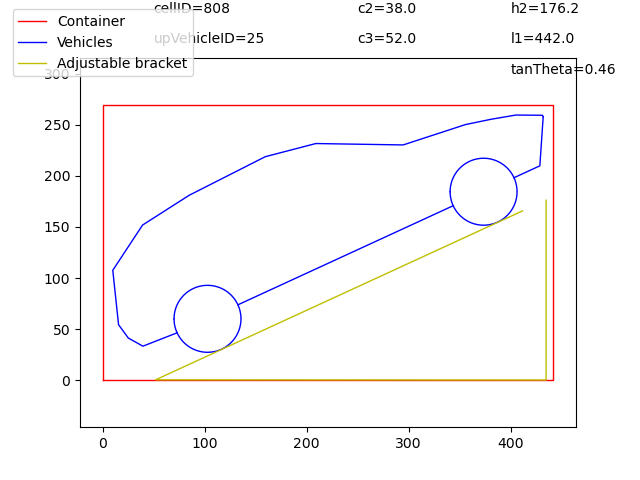 cellID=808 c2=38.0 h2=176.2
upVehicleID=25 c3=52.0 l1=442.0
tanTheta=0.46
Container
Vehicles
Adjustable bracket
300
250
200
150
100
50
0
0 100 200 300 400